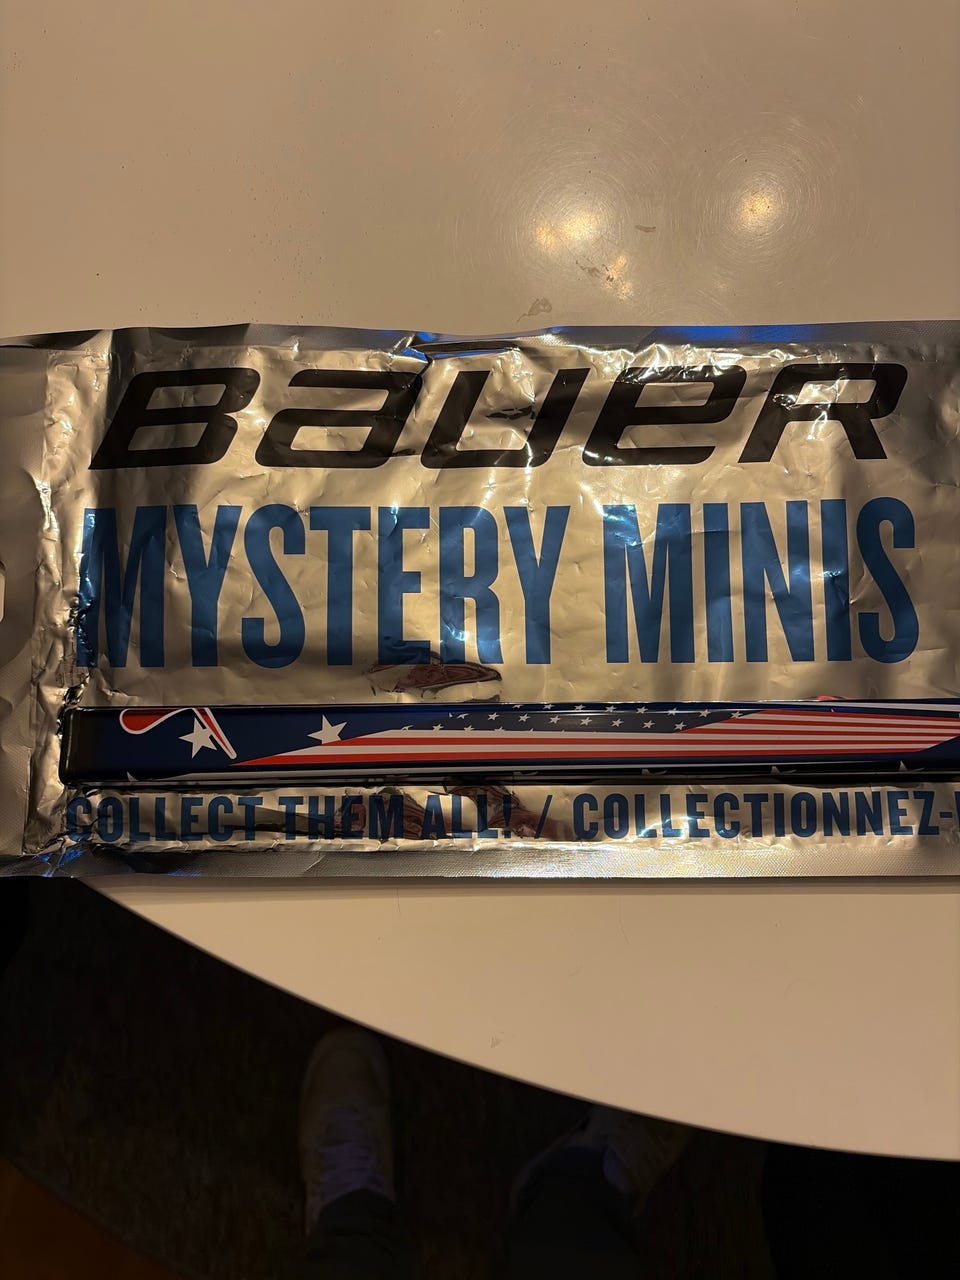 BAUER
MYSTERY MINIS
COLLECT THEM ALL! / COLLECTIONNEZ-